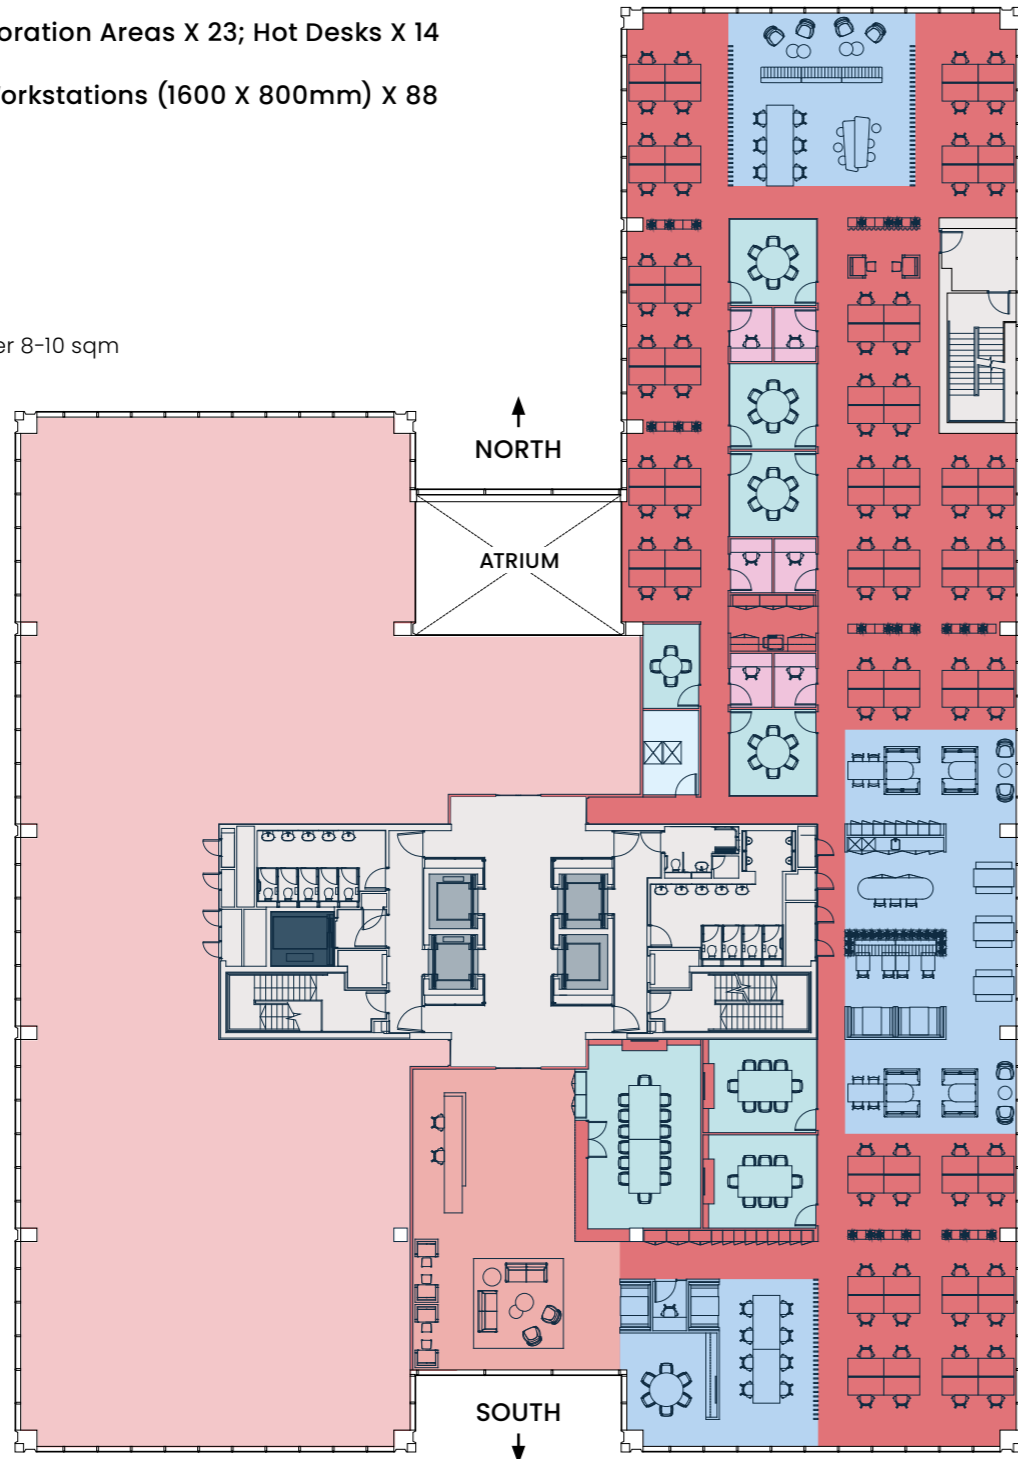 oration Areas X 23; Hot Desks X 14
orkstations (1600 X 800mm) X 88
er 8-10 sqm
NORTH
ATRIUM
SOUTH